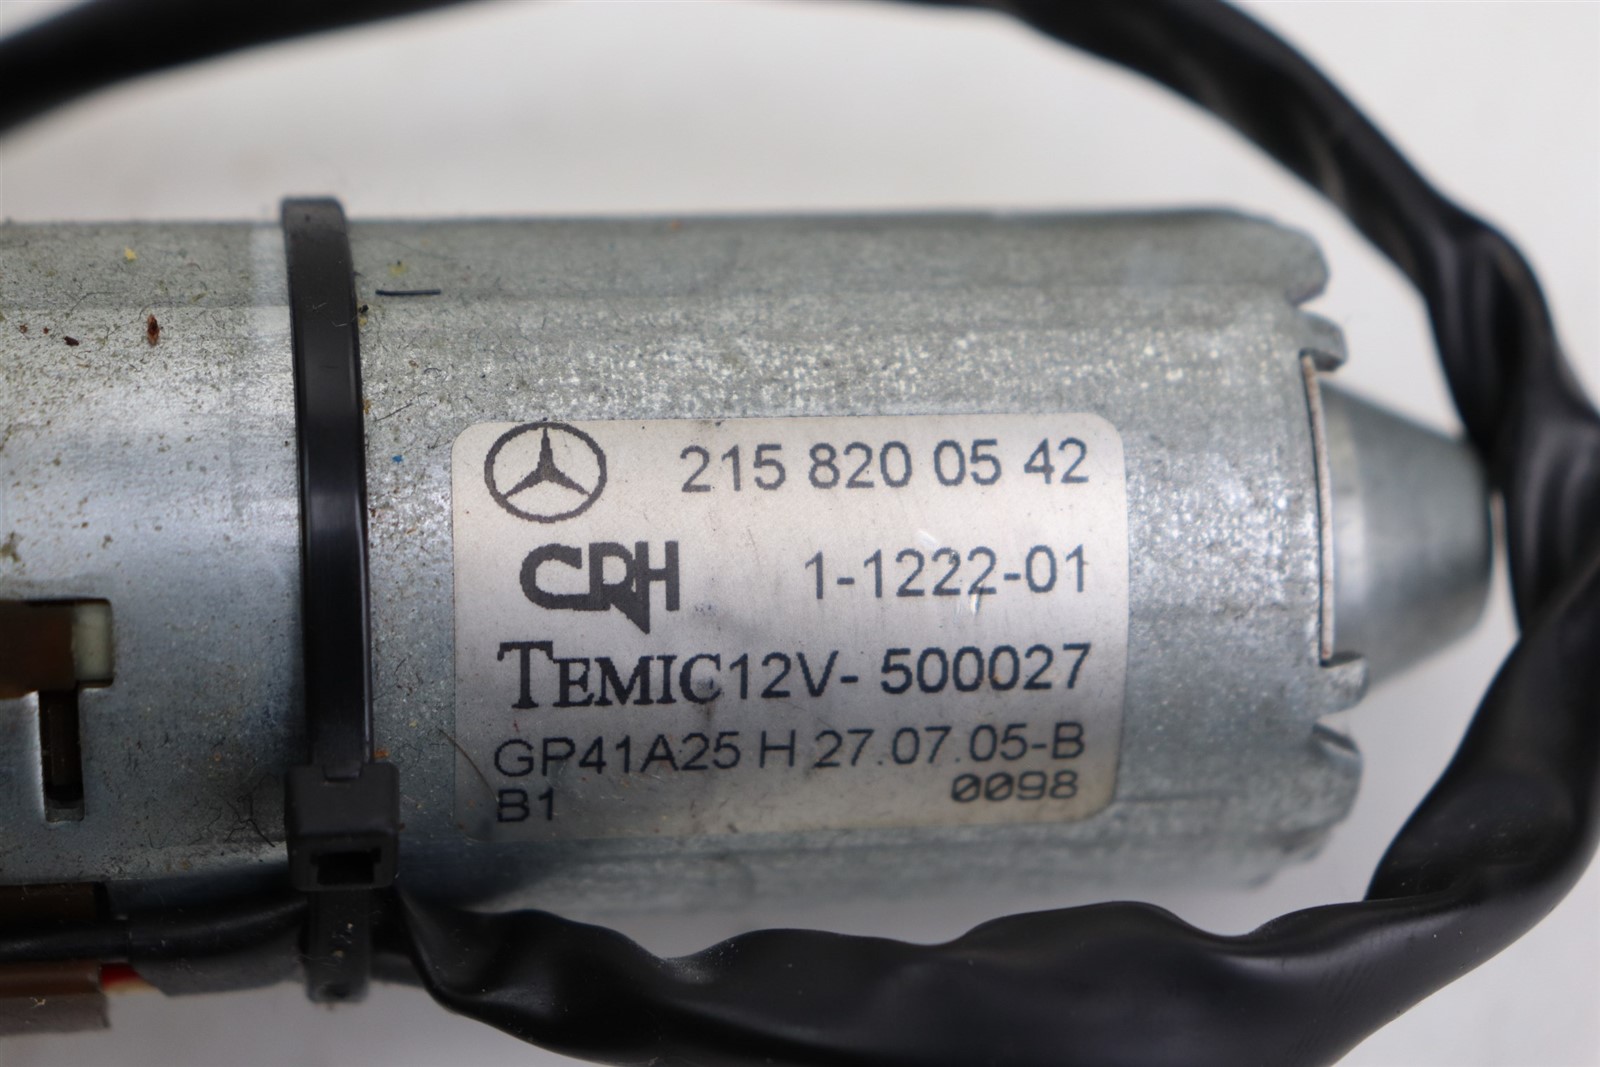 215 820 05 42
CRH 1-1222-01
TEMIC12V- 500027
GP41A25 H 27.07.05-B
B1 0098